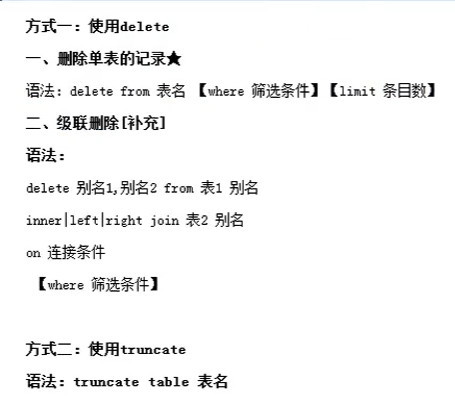 方式一：使用delete
一、删除单表的记录★
语法：delete from 表名 【where 筛选条件】【limit 条目数】
二、级联删除[补充]
语法：
delete 别名1,别名2 from 表1 别名
inner|left|right join 表2 别名
on 连接条件
【where 筛选条件】
方式二：使用truncate
语法：truncate table 表名